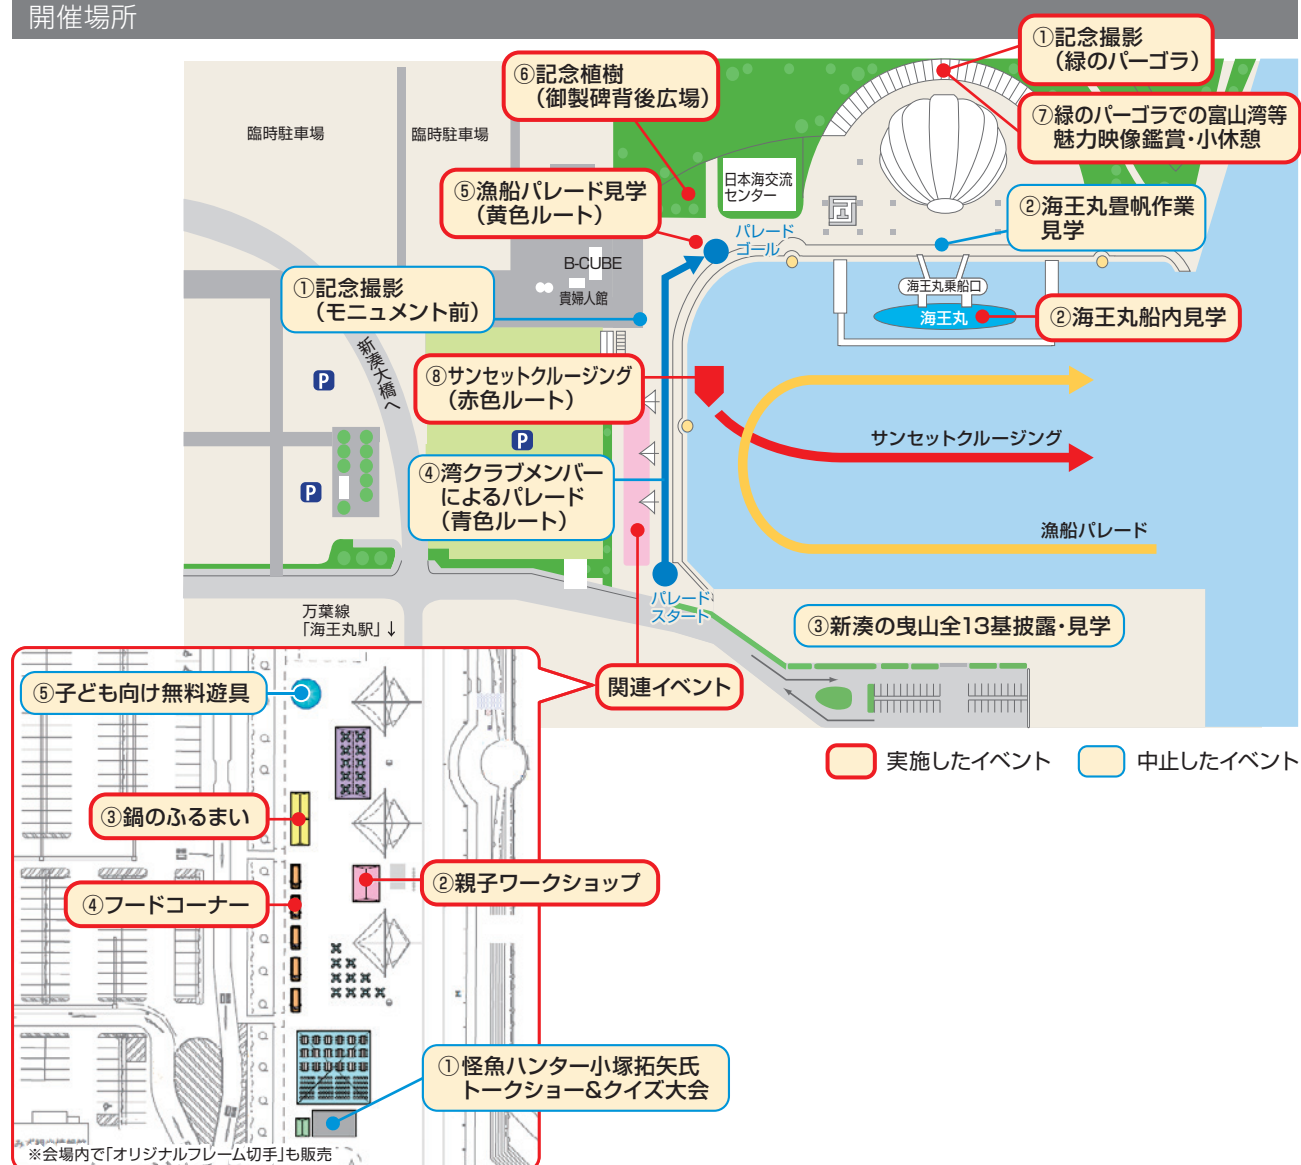 開催場所
①記念撮影
(緑のパーゴラ)
⑥記念植樹
(御製碑背後広場)
⑦緑のパーゴラでの富山湾等
魅力映像鑑賞・小休憩
臨時駐車場
臨時駐車場
日本海交流
センター
⑤漁船パレード見学
(黄色ルート)
②海王丸畳帆作業
見学
パレード
ゴール
B-CUBE
貴婦人館
①記念撮影
(モニュメント前)
海王丸乗船口
海王丸
②海王丸船内見学
新湊大橋へ
P
⑧サンセットクルージング
(赤色ルート)
サンセットクルージング
P
④湾クラブメンバー
によるパレード
(青色ルート)
P
漁船パレード
パレード
スタート
万葉線
「海王丸駅」↓
③新湊の曳山全13基披露・見学
関連イベント
⑤子ども向け無料遊具
実施したイベント
中止したイベント
③鍋のふるまい
②親子ワークショップ
④フードコーナー
①怪魚ハンター小塚拓矢氏
トークショー&クイズ大会
※会場内で「オリジナルフレーム切手」も販売